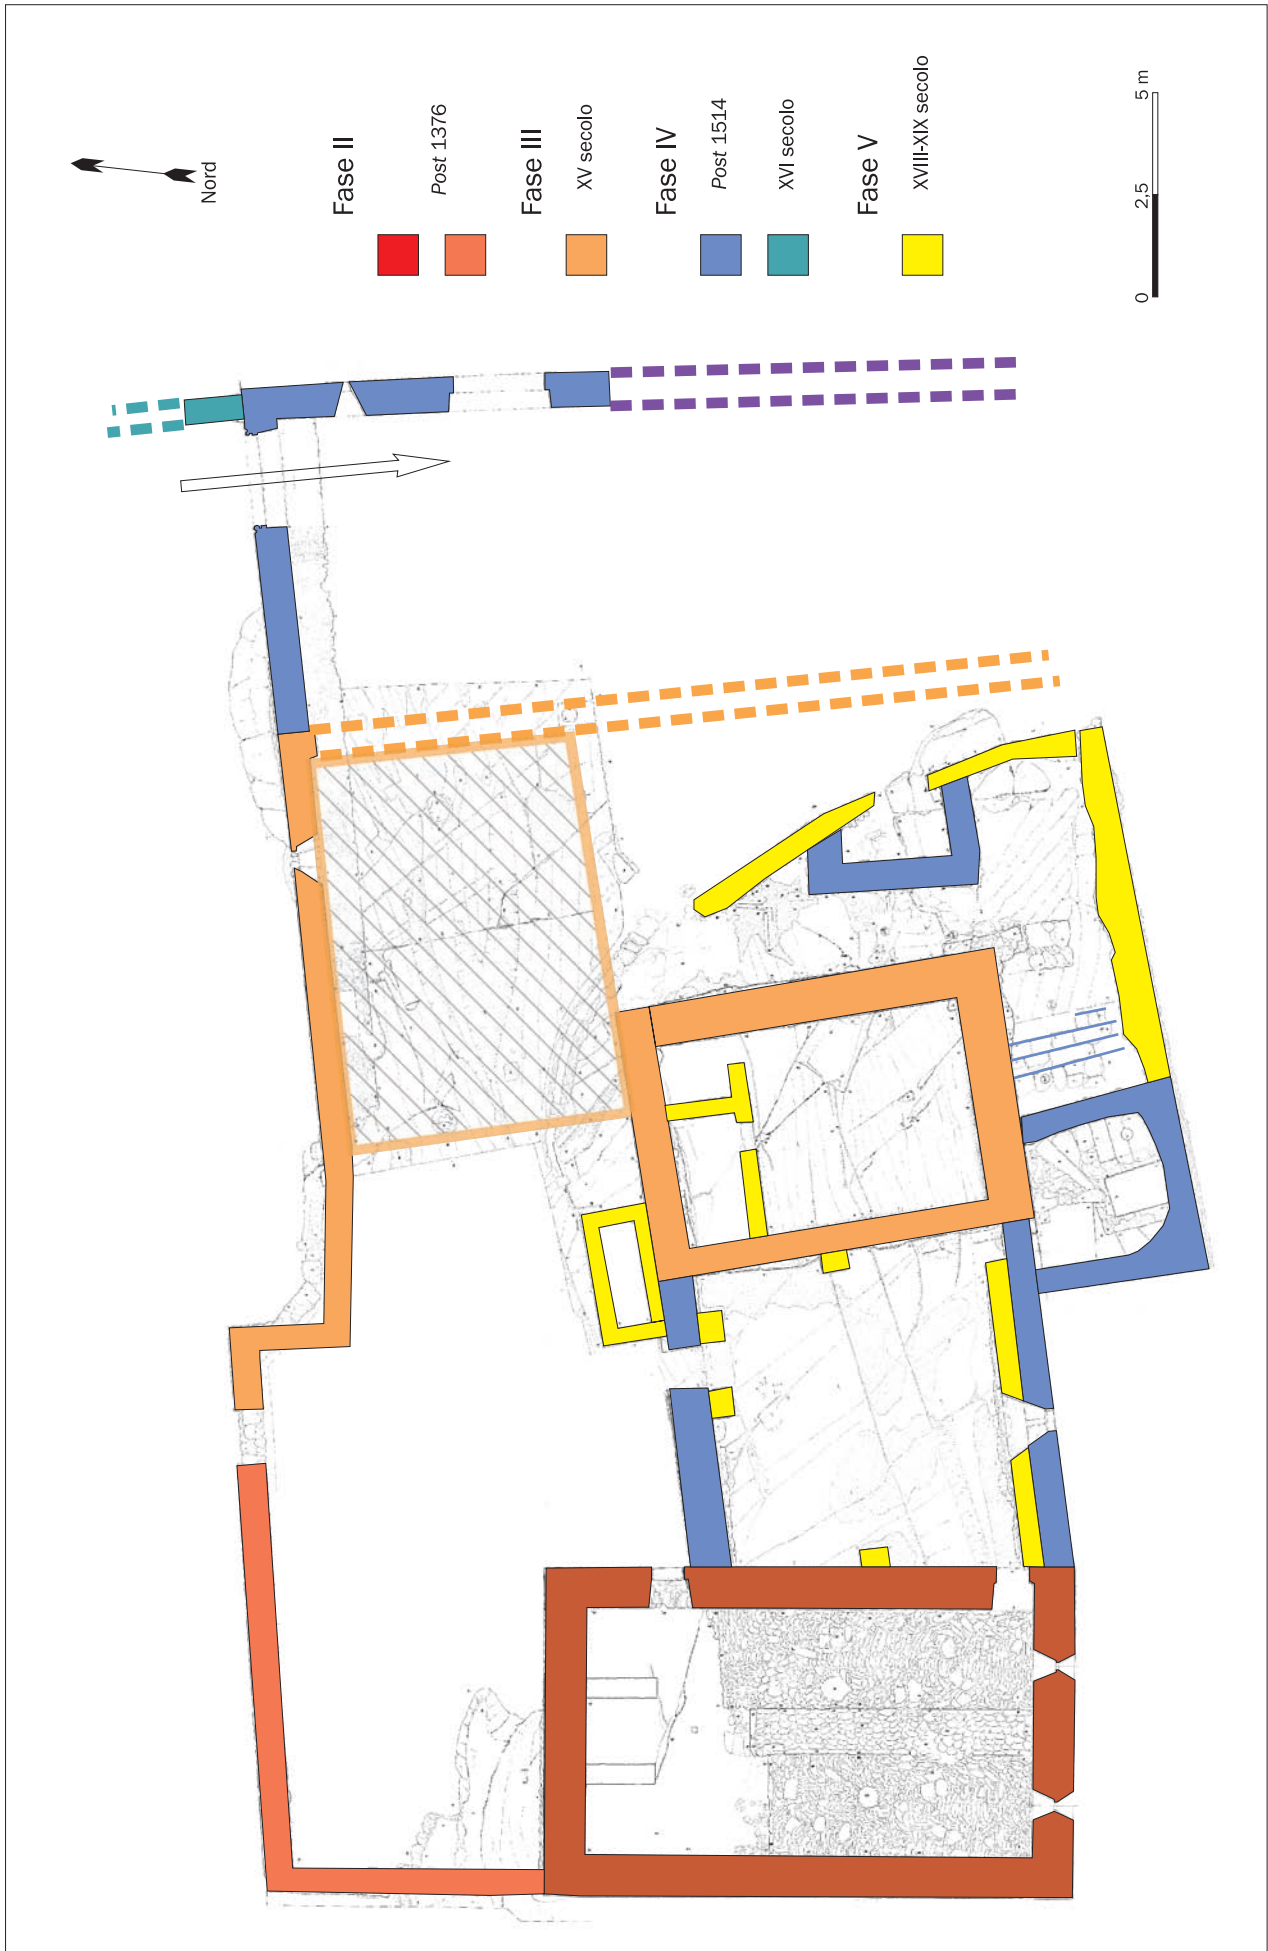 Nord
Fase II
Post 1376
Fase III
XV secolo
Fase IV
Post 1514
XVI secolo
Fase V
XVIII-XIX secolo
0 2,5 5 m